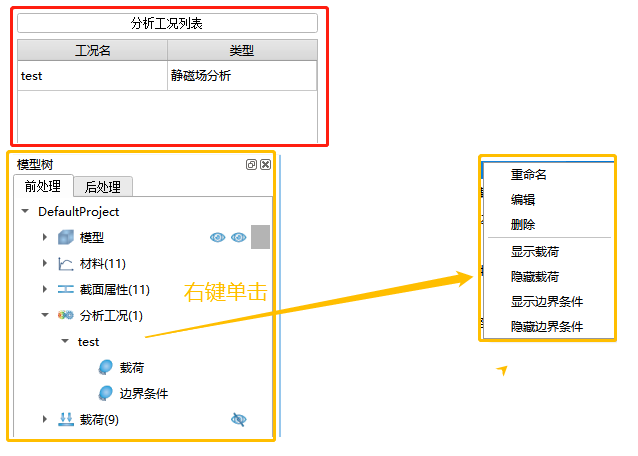 分析工况列表
工况名 类型
test 静磁场分析
模型树
前处理 后处理
DefaultProject
模型
材料(11)
截面属性(11)
分析工况(1)
test
载荷
边界条件
载荷(9)
右键单击
重命名
编辑
删除
显示载荷
隐藏载荷
显示边界条件
隐藏边界条件